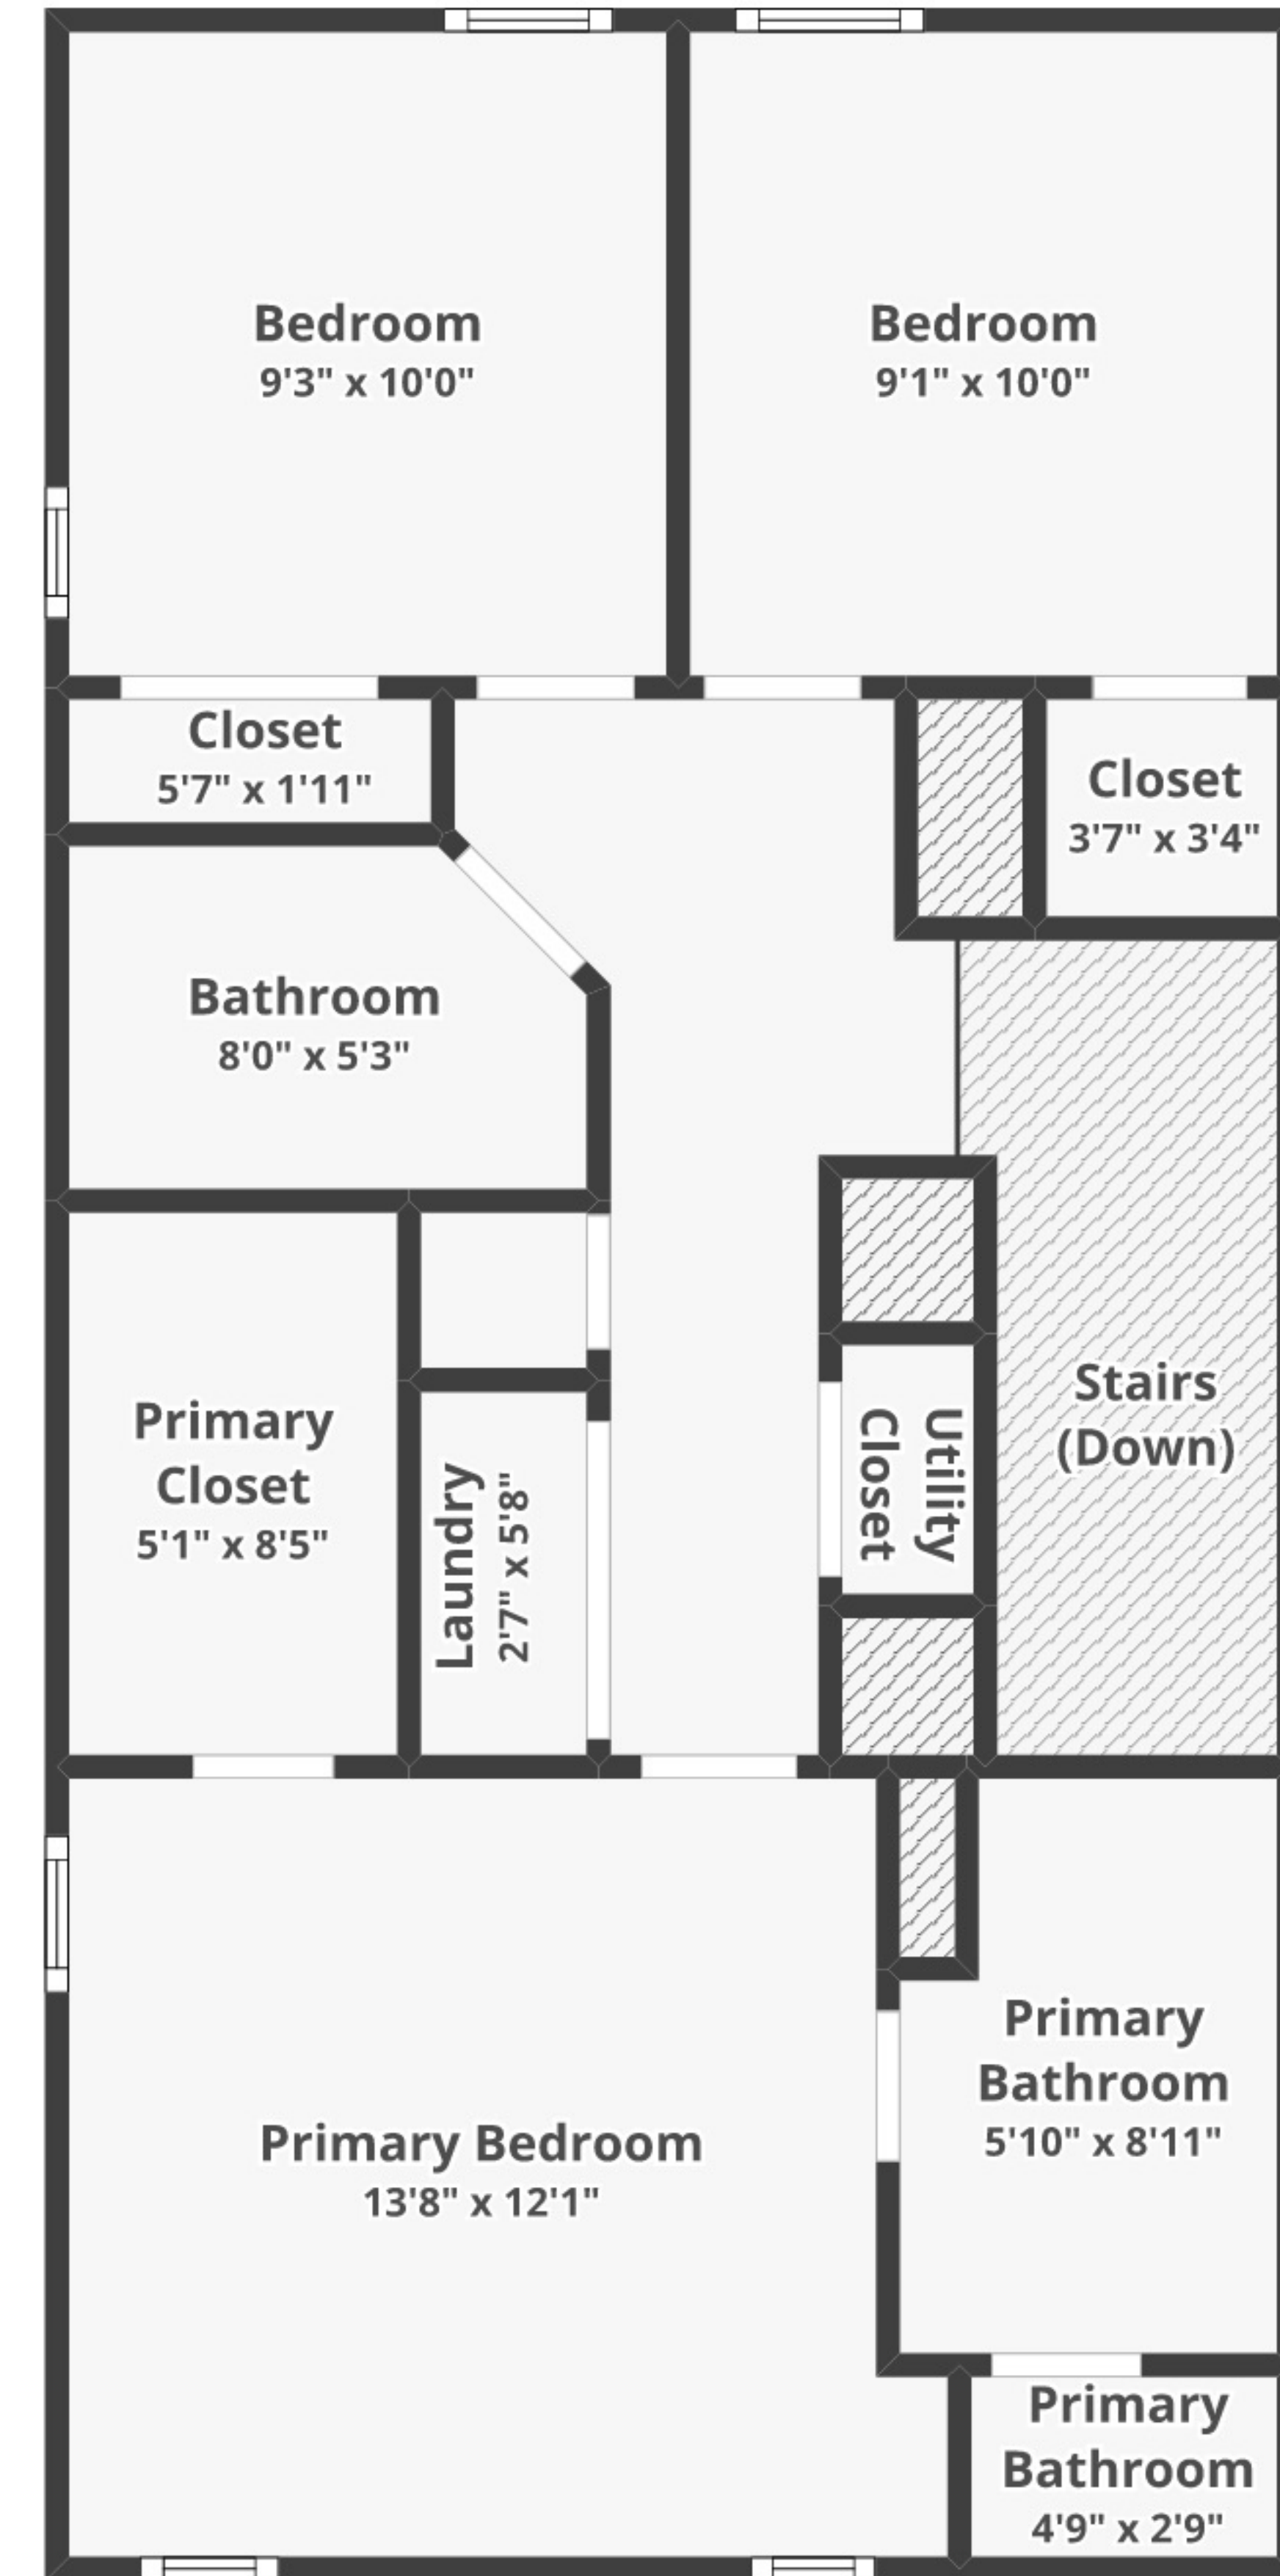 Bedroom
9'3" x 10'0"
Bedroom
9'1" x 10'0"
Closet
5'7" x 1'11"
Closet
3'7" x 3'4"
Bathroom
8'0" x 5'3"
Stairs
(Down)
Primary
Closet
5'1" x 8'5"
Laundry
2'7" x 5'8"
Utility
Closet
Primary
Bathroom
5'10" x 8'11"
Primary Bedroom
13'8" x 12'1"
Primary
Bathroom
4'9" x 2'9"